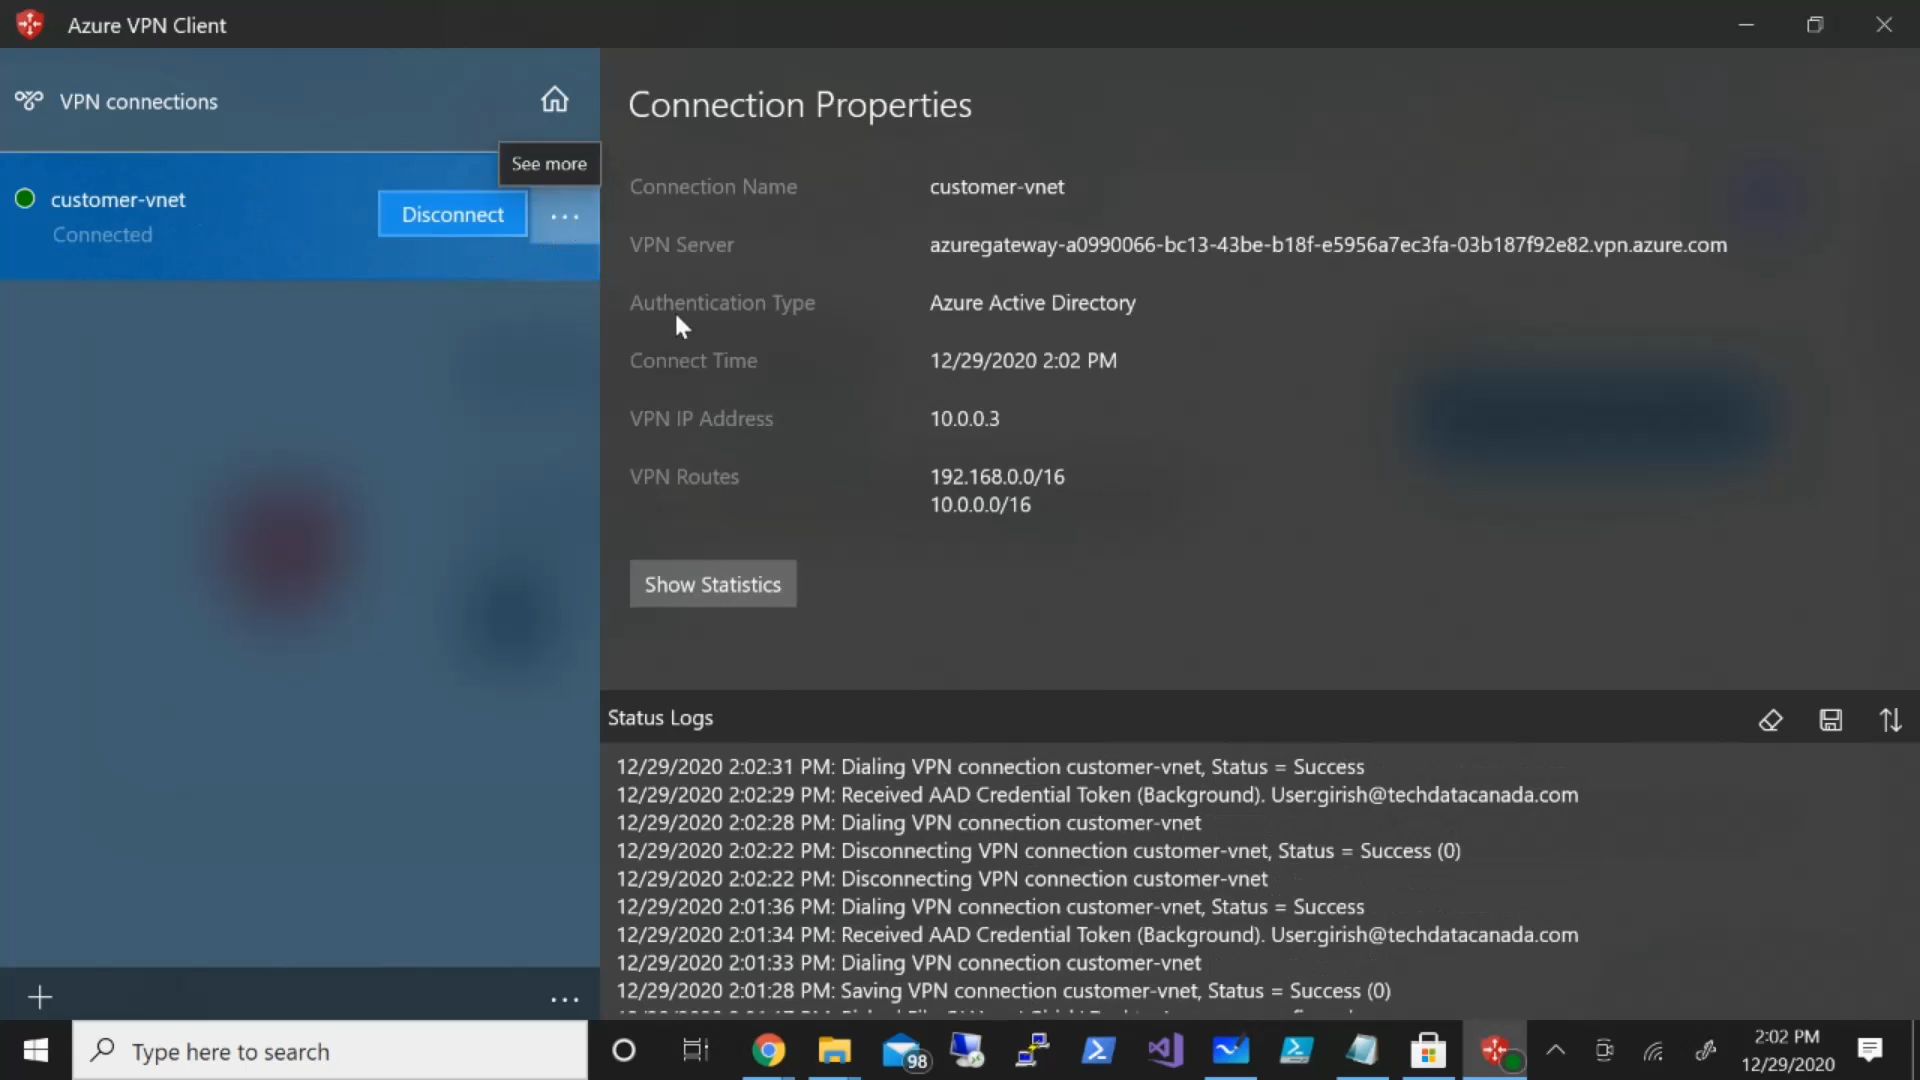 Azure VPN Client
VPN connections
See more
customer-vnet
Connected
Disconnect
...
Connection Properties
Connection Name customer-vnet
VPN Server azuregateway-a0990066-bc13-43be-b18f-e5956a7ec3fa-03b187f92e82.vpn.azure.com
Authentication Type Azure Active Directory
Connect Time 12/29/2020 2:02 PM
VPN IP Address 10.0.0.3
VPN Routes 192.168.0.0/16
10.0.0.0/16
Show Statistics
Status Logs
12/29/2020 2:02:31 PM: Dialing VPN connection customer-vnet, Status = Success
12/29/2020 2:02:29 PM: Received AAD Credential Token (Background). User:girish@techdatacanada.com
12/29/2020 2:02:28 PM: Dialing VPN connection customer-vnet
12/29/2020 2:02:22 PM: Disconnecting VPN connection customer-vnet, Status = Success (0)
12/29/2020 2:02:22 PM: Disconnecting VPN connection customer-vnet
12/29/2020 2:01:36 PM: Dialing VPN connection customer-vnet, Status = Success
12/29/2020 2:01:34 PM: Received AAD Credential Token (Background). User:girish@techdatacanada.com
12/29/2020 2:01:33 PM: Dialing VPN connection customer-vnet
12/29/2020 2:01:28 PM: Saving VPN connection customer-vnet, Status = Success (0)
...
Type here to search
98
2:02 PM
12/29/2020